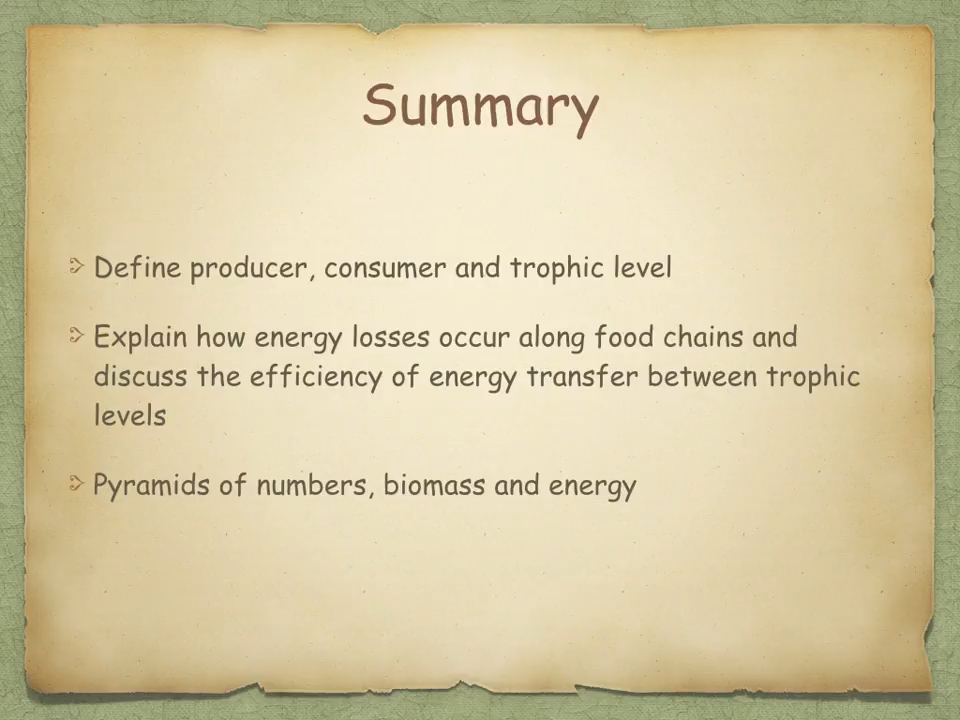 Summary
Define producer, consumer and trophic level
Explain how energy losses occur along food chains and
discuss the efficiency of energy transfer between trophic
levels
Pyramids of numbers, biomass and energy